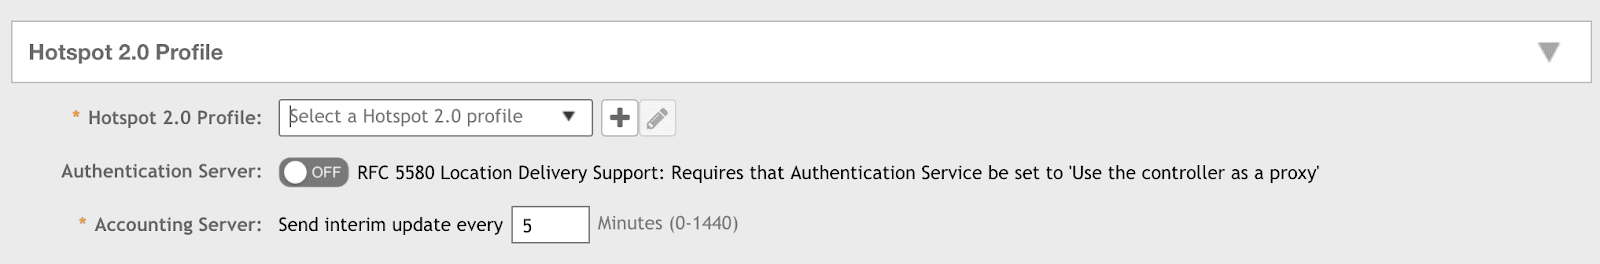 Hotspot 2.0 Profile
* Hotspot 2.0 Profile: Select a Hotspot 2.0 profile
Authentication Server: OFF RFC 5580 Location Delivery Support: Requires that Authentication Service be set to 'Use the controller as a proxy'
* Accounting Server: Send interim update every 5 Minutes (0-1440)